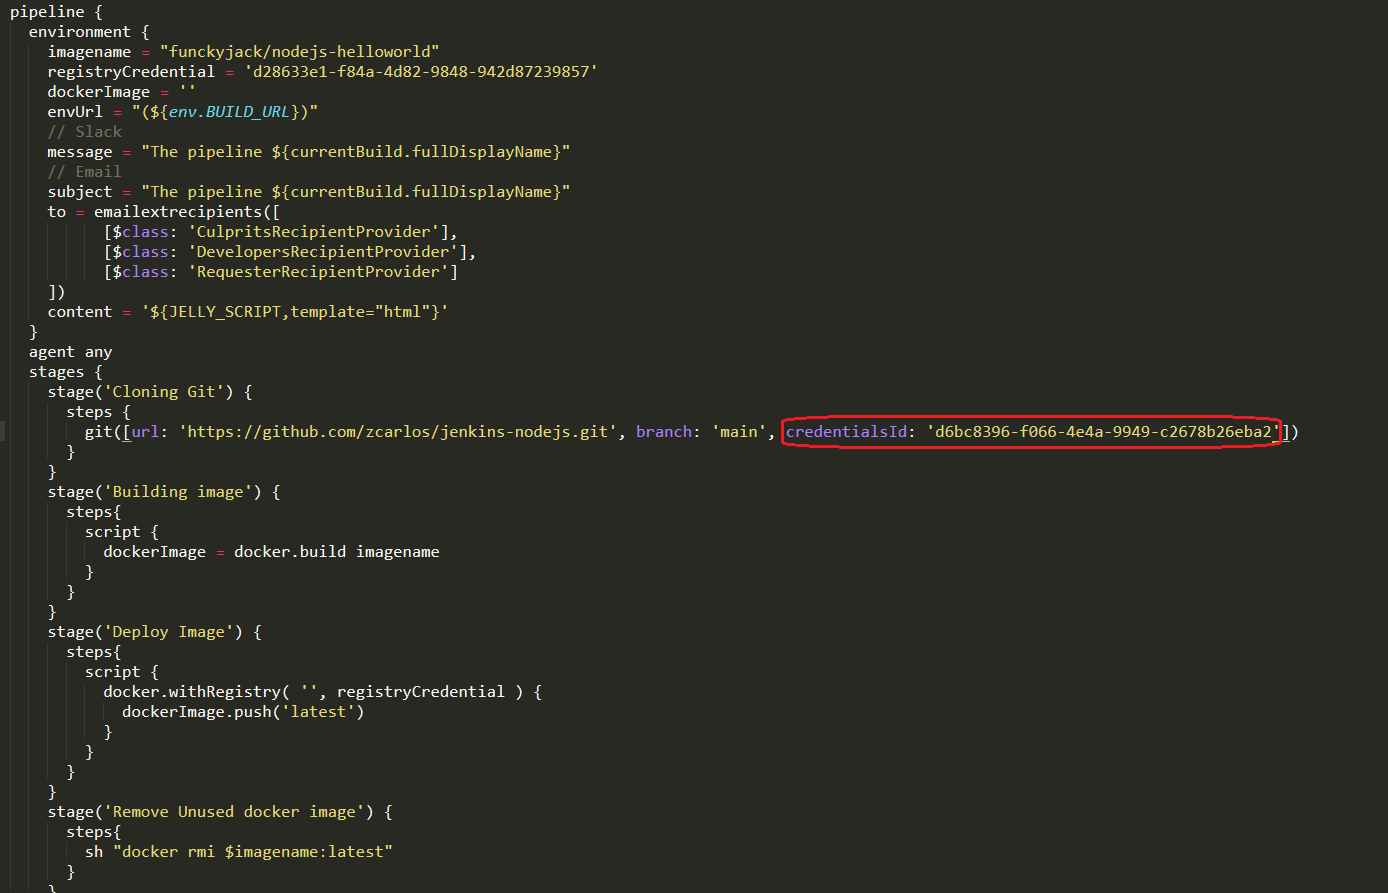 pipeline {
environment {
imagename = "funckyjack/nodejs-helloworld"
registryCredential = 'd28633e1-f84a-4d82-9848-942d87239857'
dockerImage = ''
envUrl = "(${env.BUILD_URL})"
// Slack
message = "The pipeline ${currentBuild.fullDisplayName}"
// Email
subject = "The pipeline ${currentBuild.fullDisplayName}"
to = emailextrecipients([
[$class: 'CulpritsRecipientProvider'],
[$class: 'DevelopersRecipientProvider'],
[$class: 'RequesterRecipientProvider']
])
content = '${JELLY_SCRIPT,template="html"}'
}
agent any
stages {
stage('Cloning Git') {
steps {
git([url: 'https://github.com/zcarlos/jenkins-nodejs.git', branch: 'main', credentialsId: 'd6bc8396-f066-4e4a-9949-c2678b26eba2'])
}
}
stage('Building image') {
steps{
script {
dockerImage = docker.build imagename
}
}
}
stage('Deploy Image') {
steps{
script {
docker.withRegistry( '', registryCredential ) {
dockerImage.push('latest')
}
}
}
}
stage('Remove Unused docker image') {
steps{
sh "docker rmi $imagename:latest"
}
}